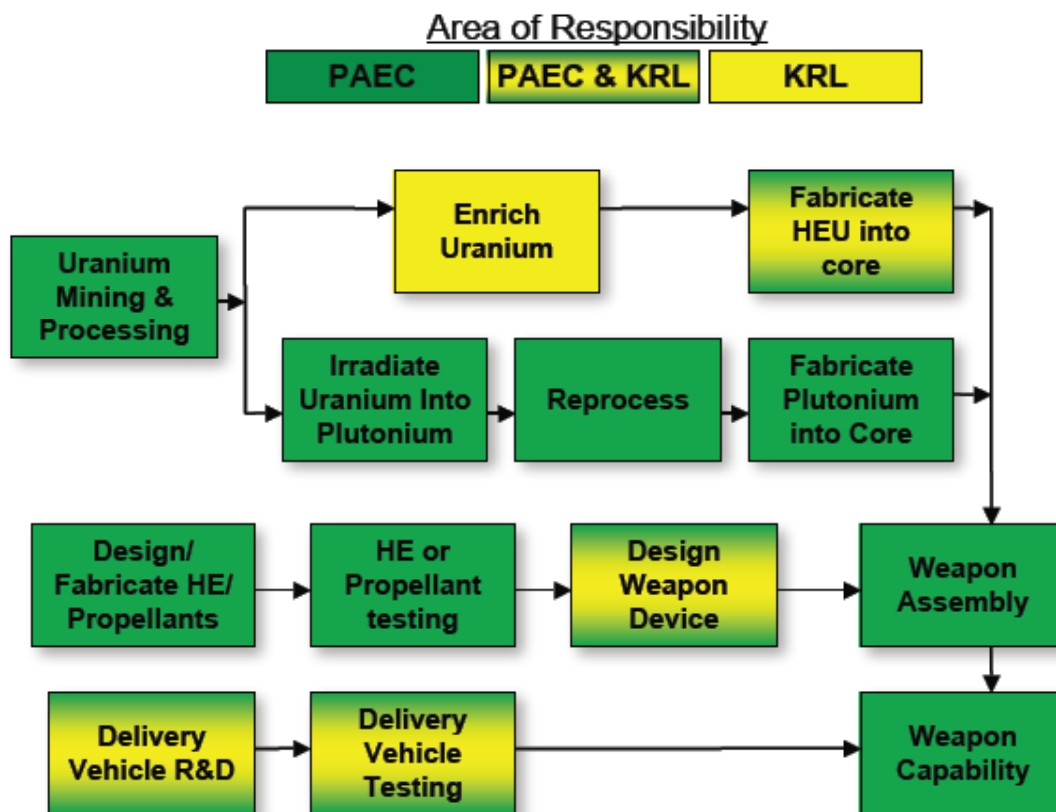 Area of Responsibility
PAEC
PAEC & KRL
KRL
Enrich
Uranium
Fabricate
HEU into
core
Uranium
Mining &
Processing
Irradiate
Uranium Into
Plutonium
Reprocess
Fabricate
Plutonium
into Core
Design/
Fabricate HE/
Propellants
HE or
Propellant
testing
Design
Weapon
Device
Weapon
Assembly
Delivery
Vehicle R&D
Delivery
Vehicle
Testing
Weapon
Capability